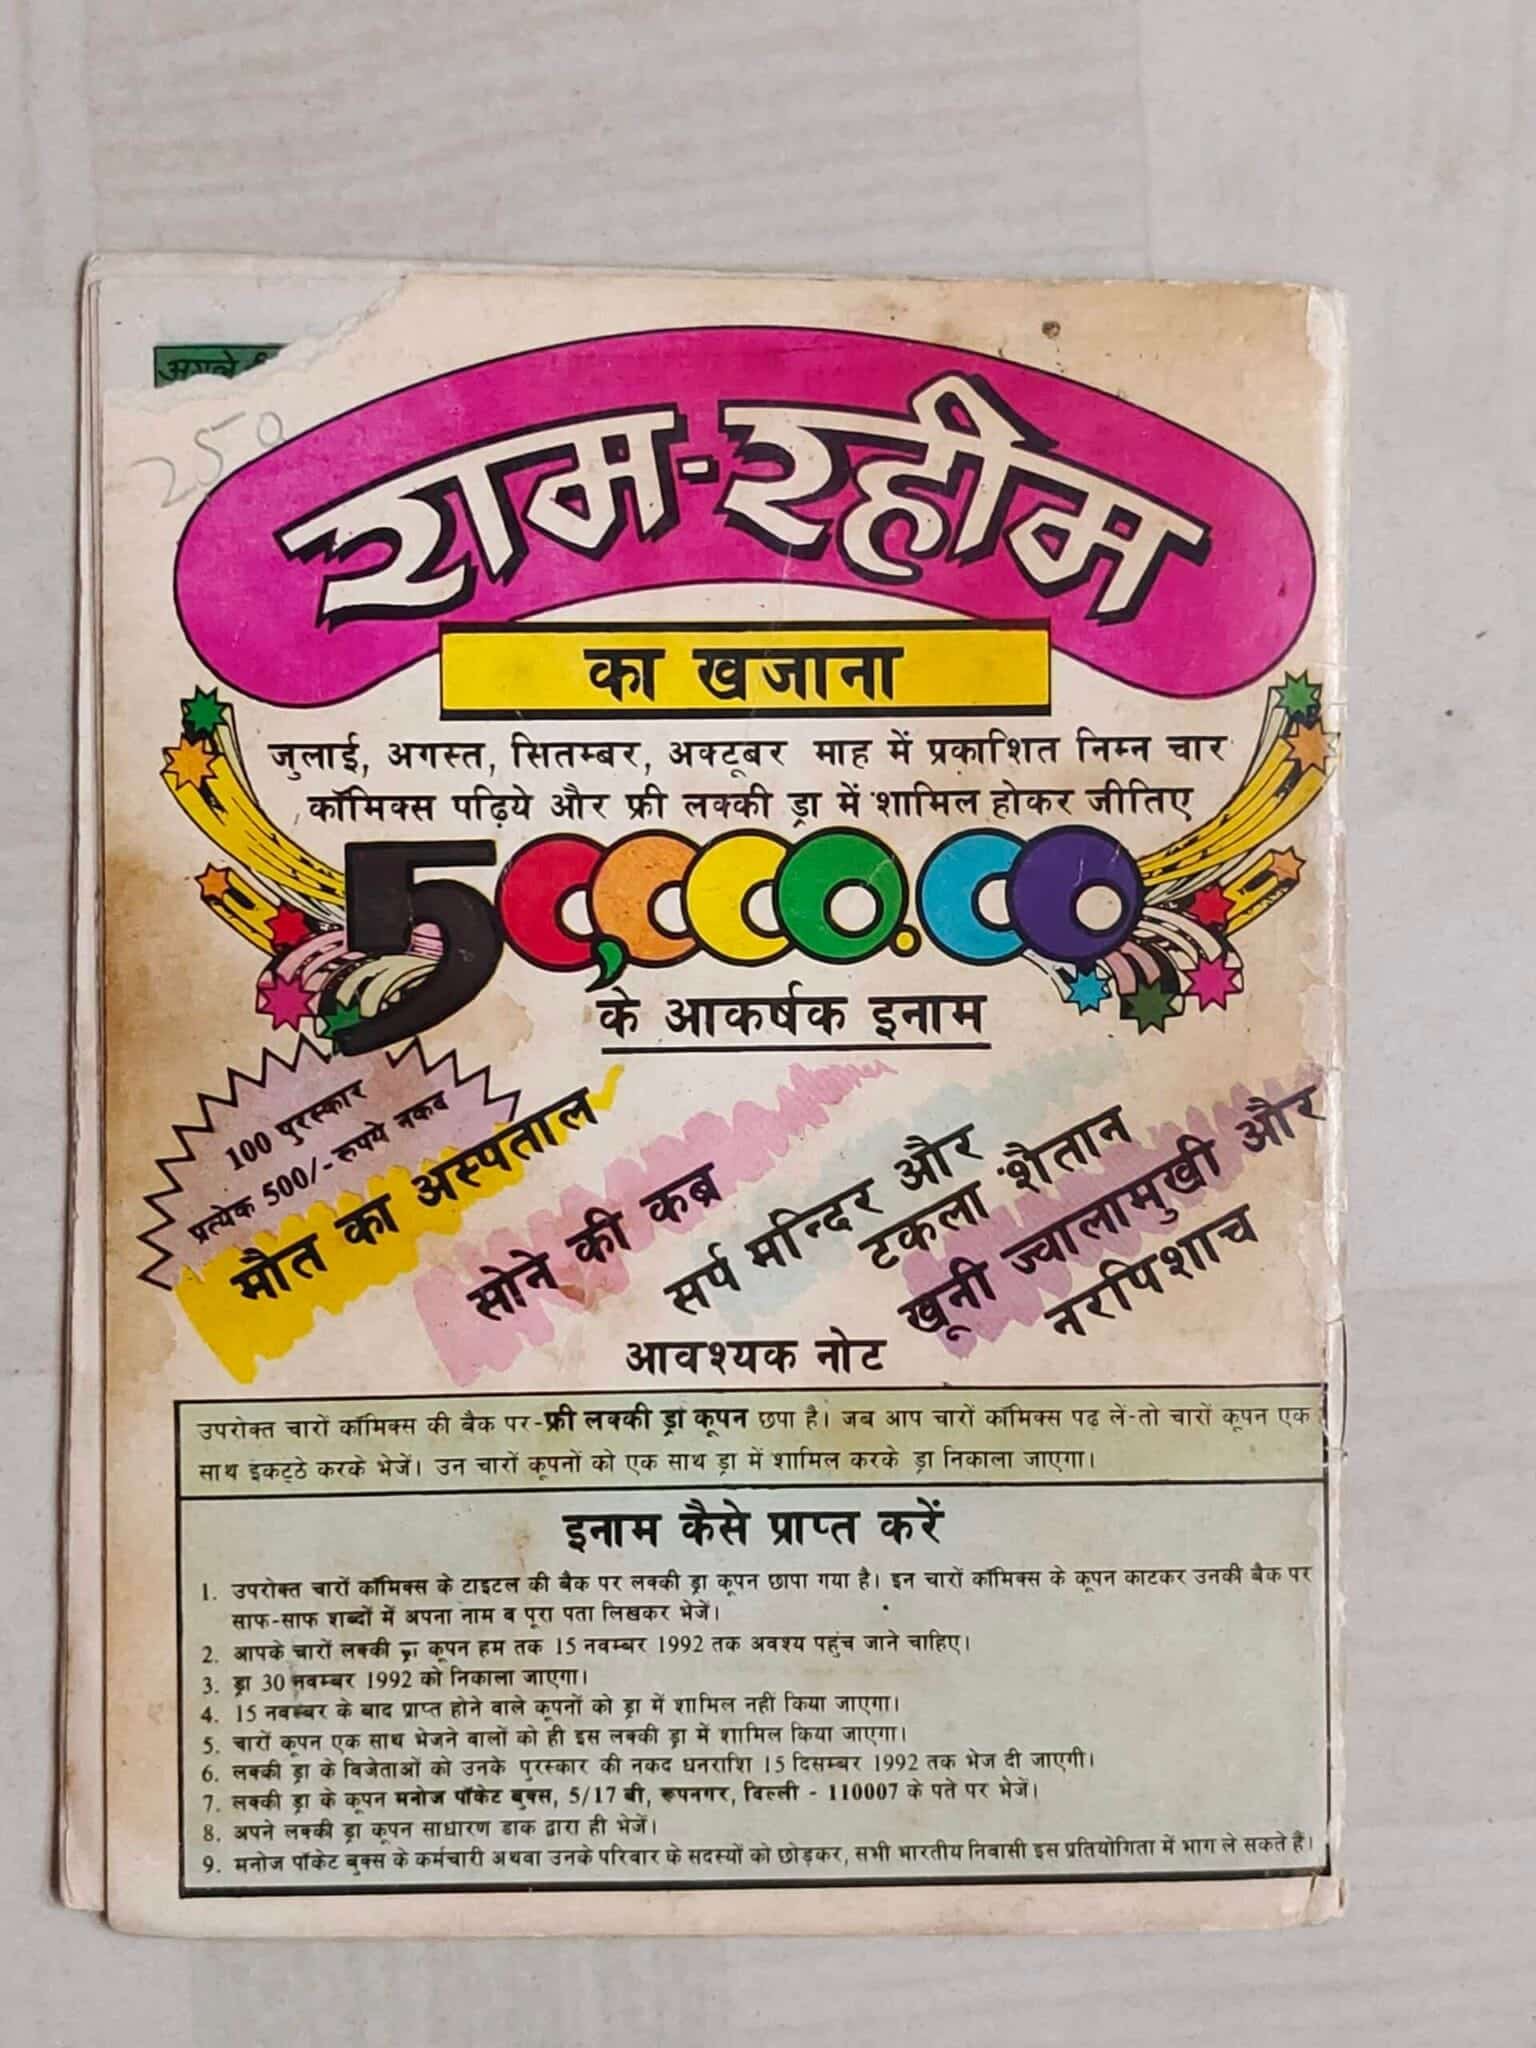 अगले
250
राम-रहीम
का खजाना
जुलाई, अगस्त, सितम्बर, अक्टूबर माह में प्रकाशित निम्न चार
कॉमिक्स पढ़िये और फ्री लक्की ड्रा में शामिल होकर जीतिए
50,000.00
के आकर्षक इनाम
100 पुरस्कार
प्रत्येक 500/- रुपये नकद
मौत का अस्पताल
सोने की कब्र
सर्प मन्दिर और
टकला शैतान
खूनी ज्वालामुखी और
नरपिशाच
आवश्यक नोट
उपरोक्त चारों कॉमिक्स की बैक पर-फ्री लक्की ड्रा कूपन छपा है। जब आप चारों कॉमिक्स पढ़ लें-तो चारों कूपन एक
साथ इकट्ठे करके भेजें। उन चारों कूपनों को एक साथ ड्रा में शामिल करके ड्रा निकाला जाएगा।
इनाम कैसे प्राप्त करें
1. उपरोक्त चारों कॉमिक्स के टाइटल की बैक पर लक्की ड्रा कूपन छापा गया है। इन चारों कॉमिक्स के कूपन काटकर उनकी बैक पर
साफ-साफ शब्दों में अपना नाम व पूरा पता लिखकर भेजें।
2. आपके चारों लक्की ड्रा कूपन हम तक 15 नवम्बर 1992 तक अवश्य पहुंच जाने चाहिए।
3. ड्रा 30 नवम्बर 1992 को निकाला जाएगा।
4. 15 नवम्बर के बाद प्राप्त होने वाले कूपनों को ड्रा में शामिल नहीं किया जाएगा।
5. चारों कूपन एक साथ भेजने वालों को ही इस लक्की ड्रा में शामिल किया जाएगा।
6. लक्की ड्रा के विजेताओं को उनके पुरस्कार की नकद धनराशि 15 दिसम्बर 1992 तक भेज दी जाएगी।
7. लक्की ड्रा के कूपन मनोज पॉकेट बुक्स, 5/17 बी, रूपनगर, दिल्ली - 110007 के पते पर भेजें।
8. अपने लक्की ड्रा कूपन साधारण डाक द्वारा ही भेजें।
9. मनोज पॉकेट बुक्स के कर्मचारी अथवा उनके परिवार के सदस्यों को छोड़कर, सभी भारतीय निवासी इस प्रतियोगिता में भाग ले सकते हैं।